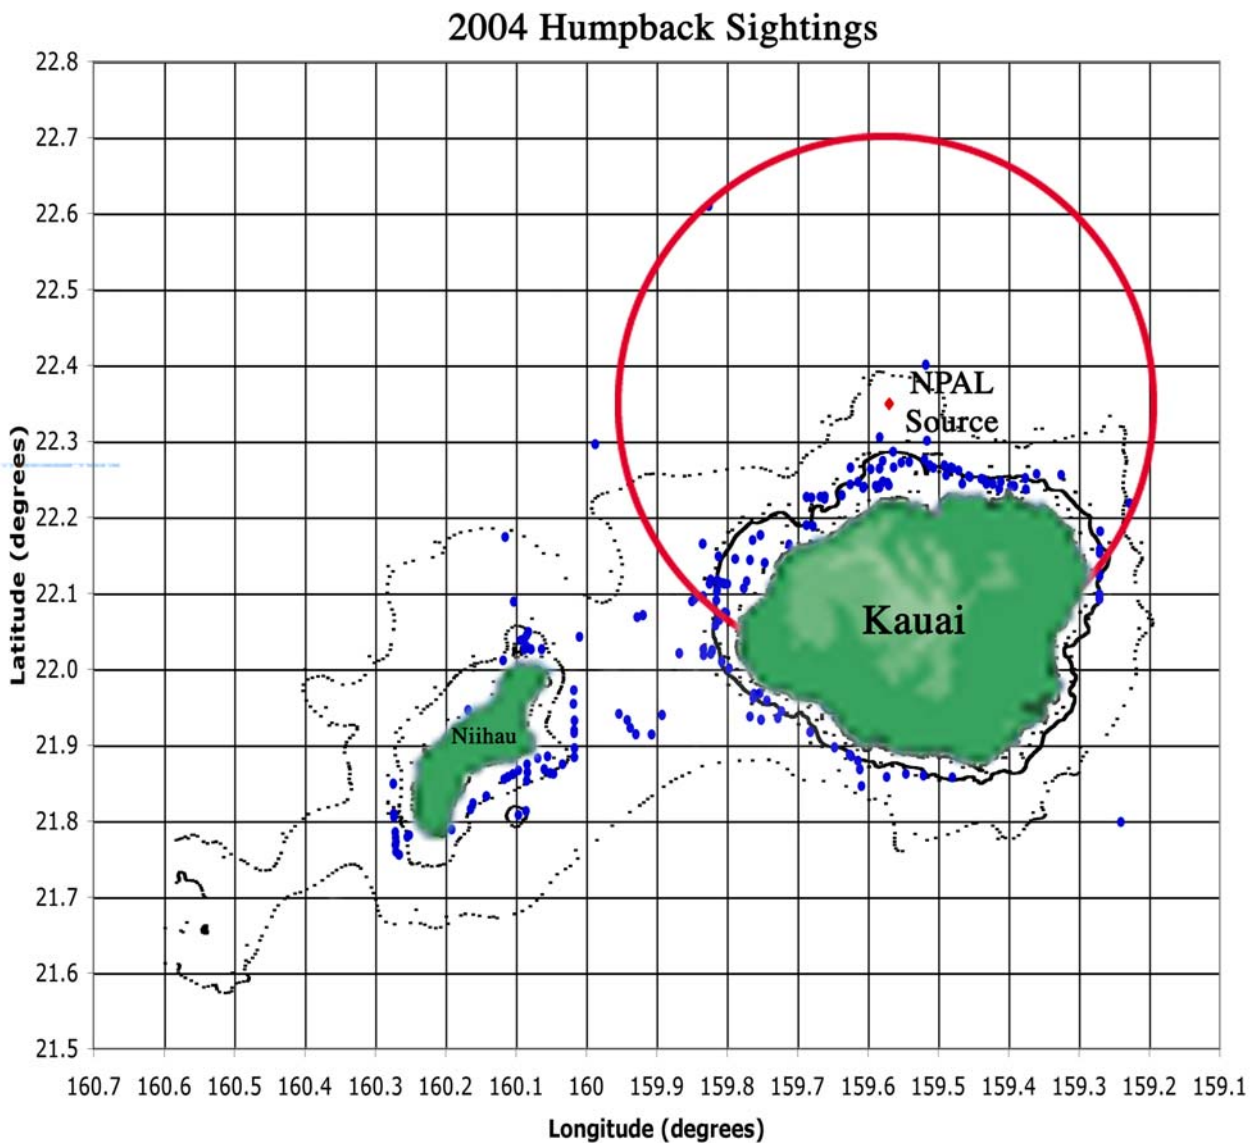 2004 Humpback Sightings
22.8
22.7
22.6
22.5
22.4
22.3
22.2
22.1
22.0
21.9
21.8
21.7
21.6
21.5
Latitude (degrees)
NPAL
Source
Kauai
Niihau
160.7 160.6 160.5 160.4 160.3 160.2 160.1 160 159.9 159.8 159.7 159.6 159.5 159.4 159.3 159.2 159.1
Longitude (degrees)